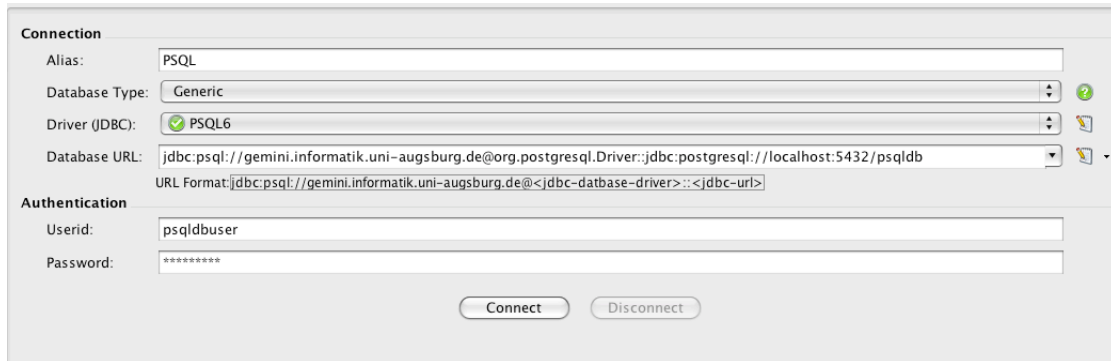 Connection
Alias: PSQL
Database Type: Generic
Driver (JDBC): PSQL6
Database URL: jdbc:psql://gemini.informatik.uni-augsburg.de@org.postgresql.Driver::jdbc:postgresql://localhost:5432/psqldb
URL Format:jdbc:psql://gemini.informatik.uni-augsburg.de@<jdbc-datbase-driver>::<jdbc-url>
Authentication
Userid: psqldbuser
Password: *********
Connect Disconnect